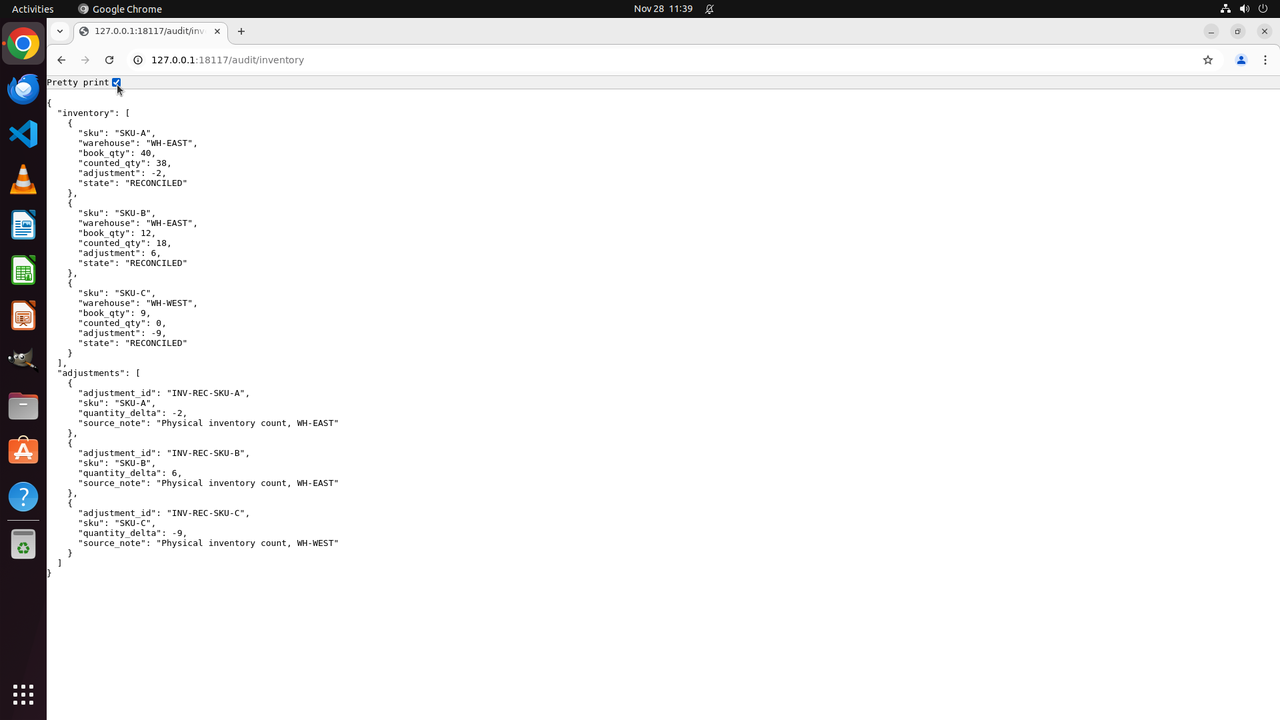 Activities
Google Chrome
Nov 28 11:39
127.0.0.1:18117/audit/inv
127.0.0.1:18117/audit/inventory
Pretty print
{
  "inventory": [
    {
      "sku": "SKU-A",
      "warehouse": "WH-EAST",
      "book_qty": 40,
      "counted_qty": 38,
      "adjustment": -2,
      "state": "RECONCILED"
    },
    {
      "sku": "SKU-B",
      "warehouse": "WH-EAST",
      "book_qty": 12,
      "counted_qty": 18,
      "adjustment": 6,
      "state": "RECONCILED"
    },
    {
      "sku": "SKU-C",
      "warehouse": "WH-WEST",
      "book_qty": 9,
      "counted_qty": 0,
      "adjustment": -9,
      "state": "RECONCILED"
    }
  ],
  "adjustments": [
    {
      "adjustment_id": "INV-REC-SKU-A",
      "sku": "SKU-A",
      "quantity_delta": -2,
      "source_note": "Physical inventory count, WH-EAST"
    },
    {
      "adjustment_id": "INV-REC-SKU-B",
      "sku": "SKU-B",
      "quantity_delta": 6,
      "source_note": "Physical inventory count, WH-EAST"
    },
    {
      "adjustment_id": "INV-REC-SKU-C",
      "sku": "SKU-C",
      "quantity_delta": -9,
      "source_note": "Physical inventory count, WH-WEST"
    }
  ]
}